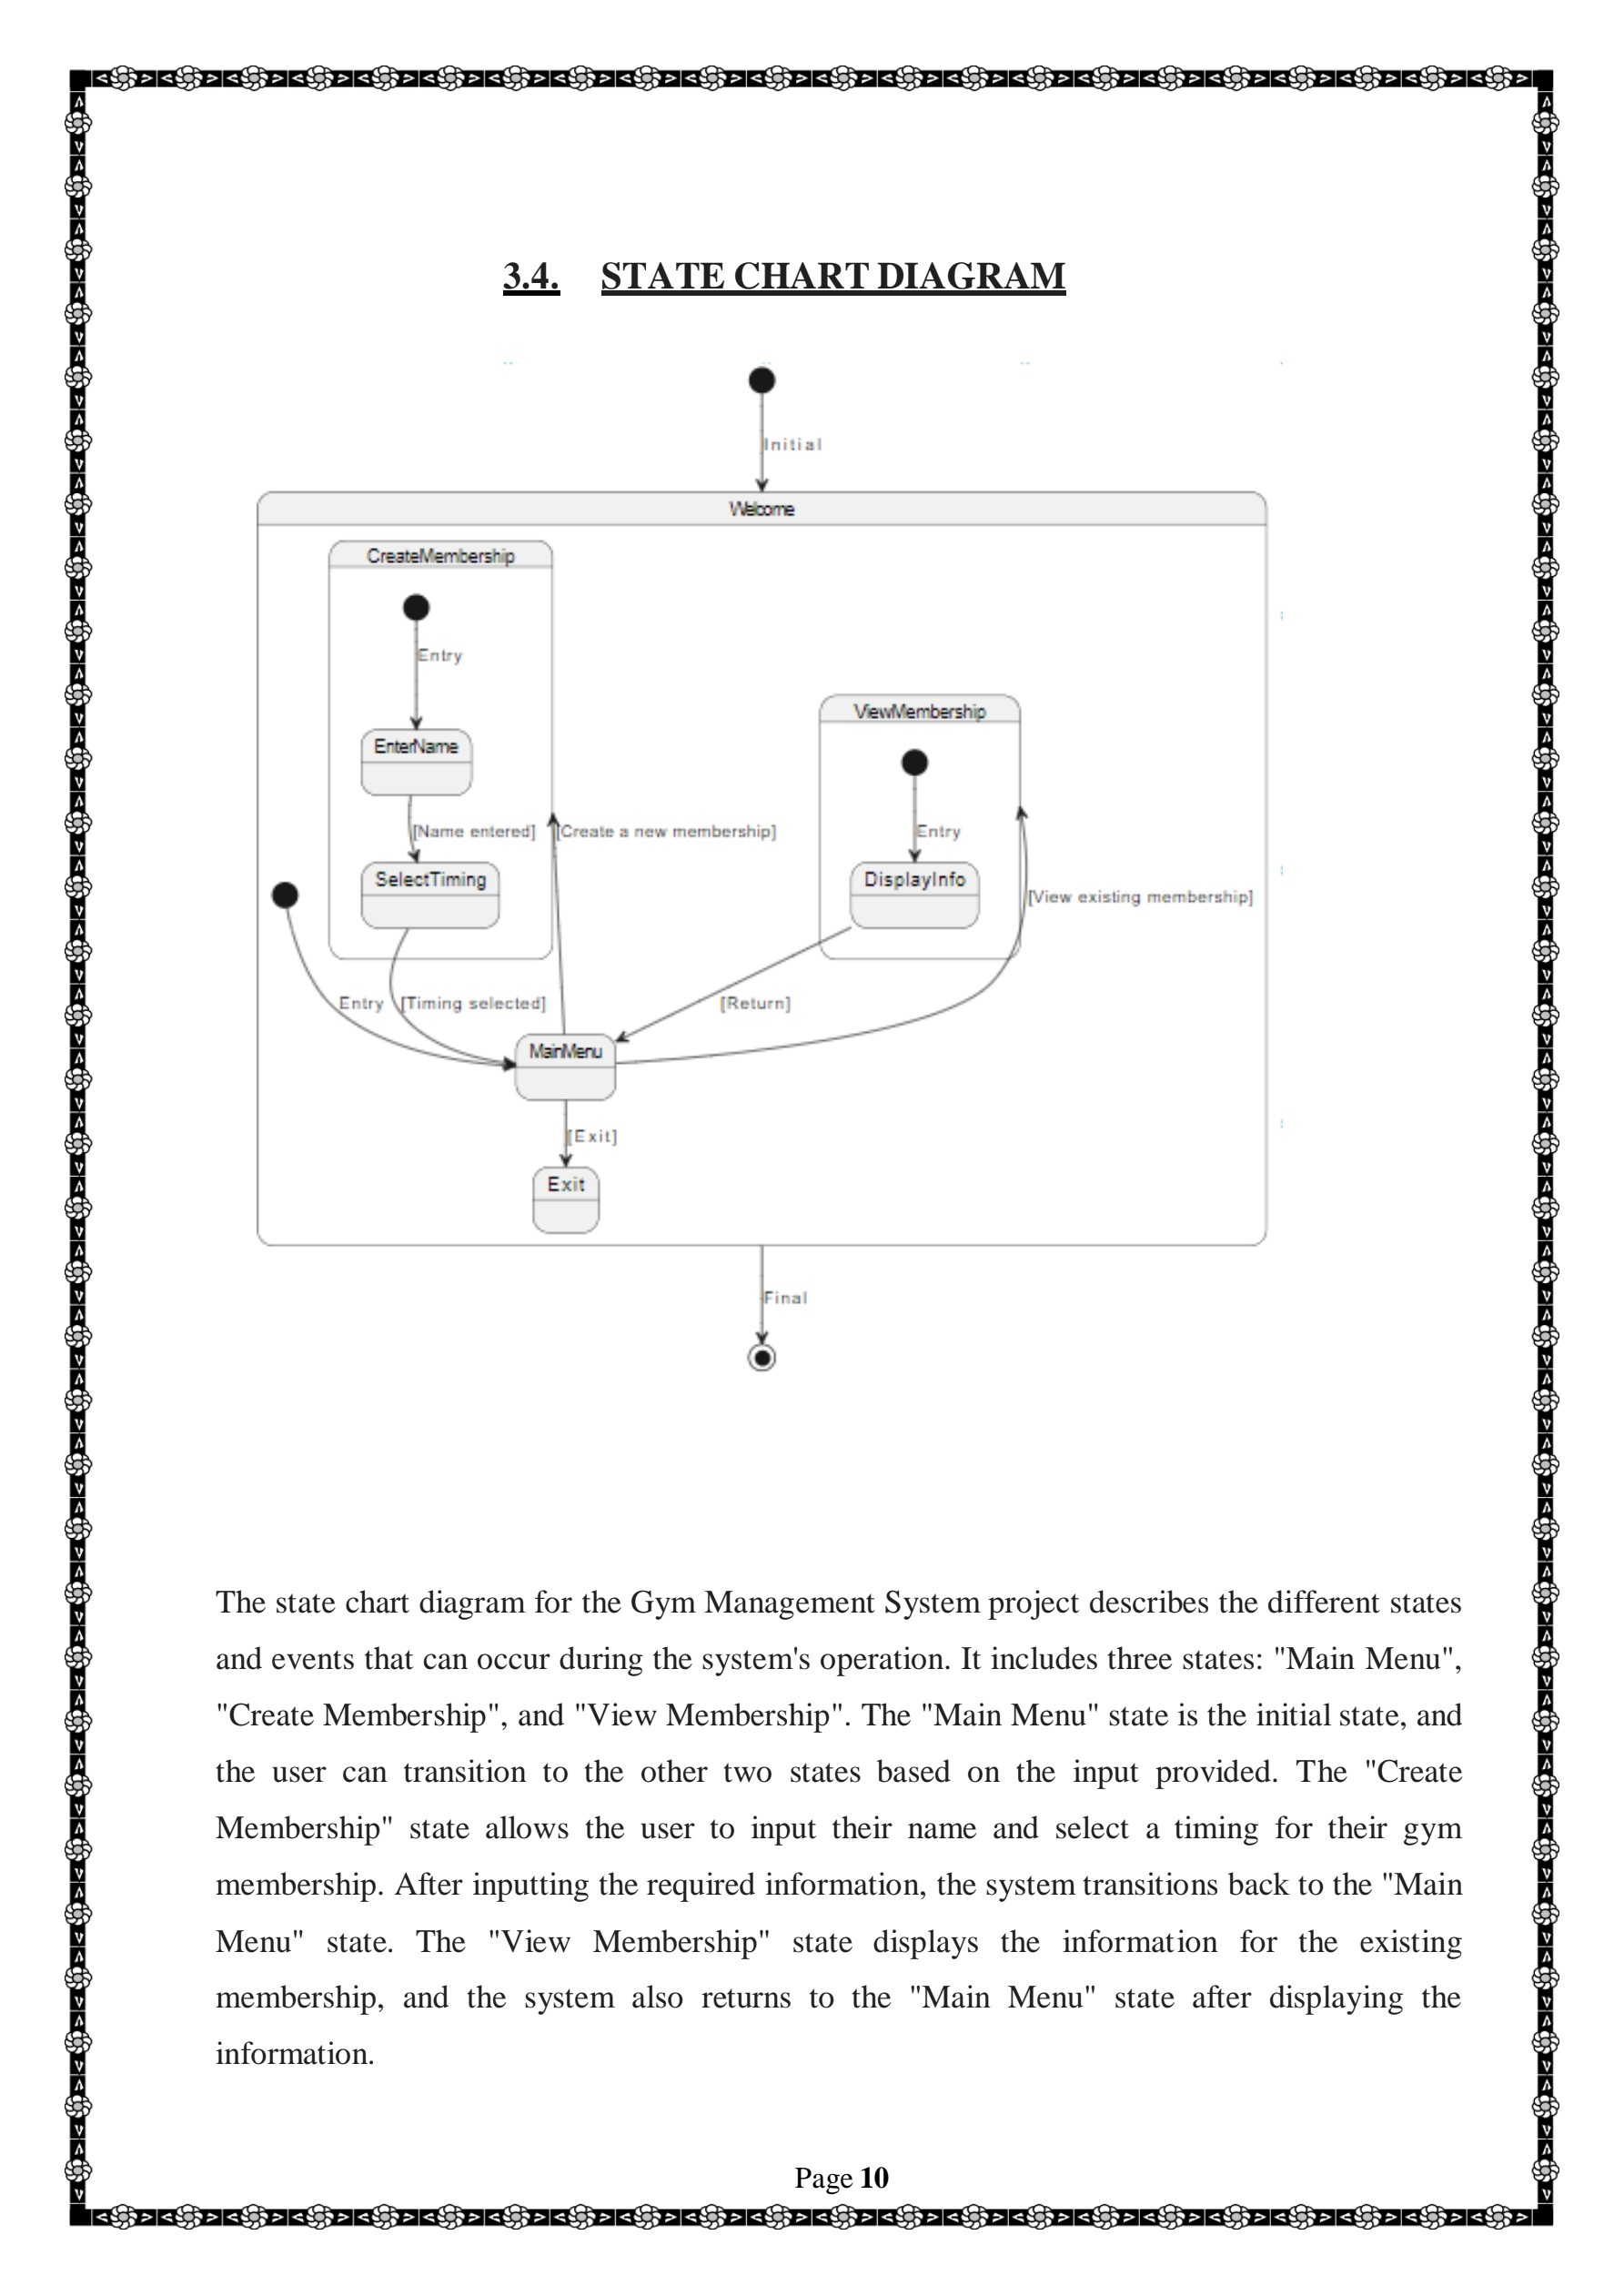 3.4. STATE CHART DIAGRAM
Initial
Welcome
CreateMembership
Entry
EnterName
ViewMembership
[Name entered]
[Create a new membership]
Entry
SelectTiming
DisplayInfo
[View existing membership]
Entry
[Timing selected]
[Return]
MainMenu
[Exit]
Exit
Final
The state chart diagram for the Gym Management System project describes the different states
and events that can occur during the system's operation. It includes three states: "Main Menu",
"Create Membership", and "View Membership". The "Main Menu" state is the initial state, and
the user can transition to the other two states based on the input provided. The "Create
Membership" state allows the user to input their name and select a timing for their gym
membership. After inputting the required information, the system transitions back to the "Main
Menu" state. The "View Membership" state displays the information for the existing
membership, and the system also returns to the "Main Menu" state after displaying the
information.
Page 10